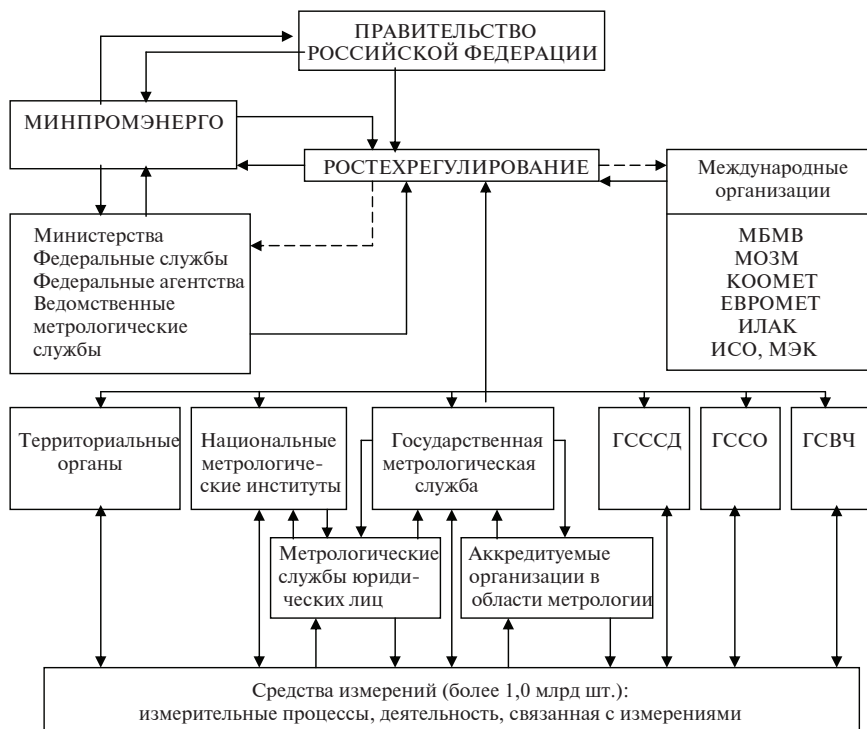 ПРАВИТЕЛЬСТВО
РОССИЙСКОЙ ФЕДЕРАЦИИ
МИНПРОМЭНЕРГО
РОСТЕХРЕГУЛИРОВАНИЕ
Международные
организации
МБМВ
МОЗМ
КООМЕТ
ЕВРОМЕТ
ИЛАК
ИСО, МЭК
Министерства
Федеральные службы
Федеральные агентства
Ведомственные
метрологические
службы
Территориальные
органы
Национальные
метрологиче-
ские институты
Государственная
метрологическая
служба
ГСССД
ГССО
ГСВЧ
Метрологические
службы юриди-
ческих лиц
Аккредитуемые
организации в
области метрологии
Средства измерений (более 1,0 млрд шт.):
измерительные процессы, деятельность, связанная с измерениями